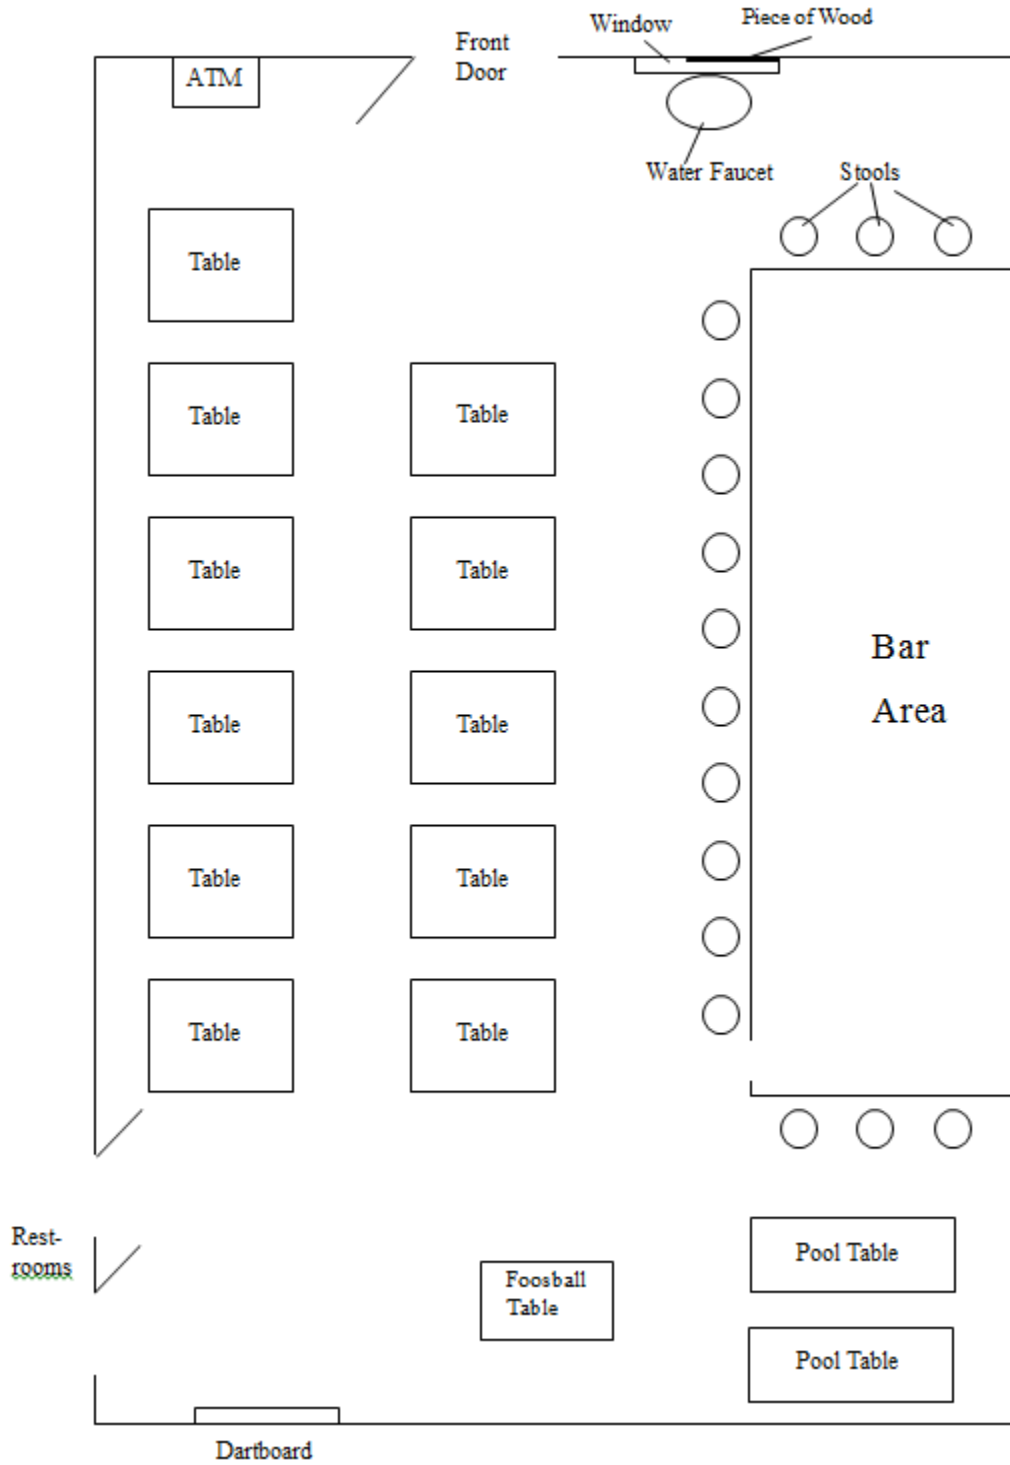 Piece of Wood
Window
Front
Door
ATM
Water Faucet
Stools
Table
Table
Table
Table
Table
Bar
Area
Table
Table
Table
Table
Table
Table
Rest-
rooms
Pool Table
Foosball
Table
Pool Table
Dartboard